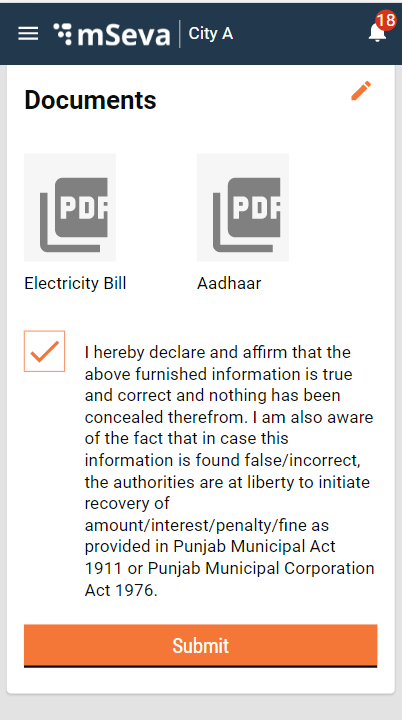 mSeva City A 18
Documents
PDF PDF
Electricity Bill Aadhaar
I hereby declare and affirm that the
above furnished information is true
and correct and nothing has been
concealed therefrom. I am also aware
of the fact that in case this
information is found false/incorrect,
the authorities are at liberty to initiate
recovery of
amount/interest/penalty/fine as
provided in Punjab Municipal Act
1911 or Punjab Municipal Corporation
Act 1976.
Submit